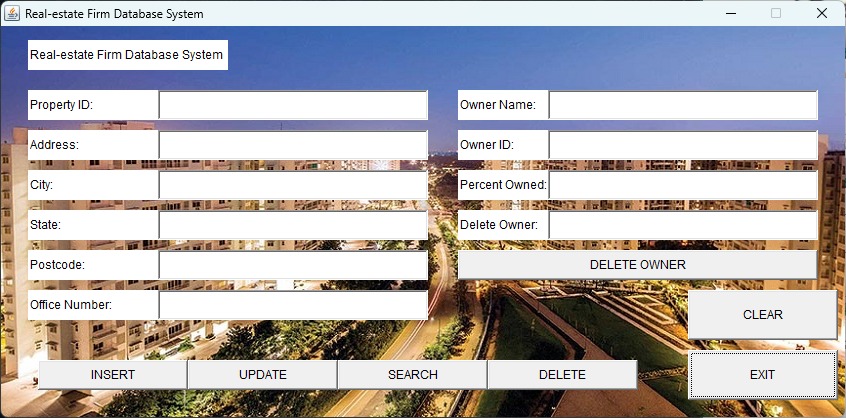 Real-estate Firm Database System
Real-estate Firm Database System
Property ID:
Owner Name:
Address:
Owner ID:
City:
Percent Owned:
State:
Delete Owner:
Postcode:
DELETE OWNER
Office Number:
CLEAR
INSERT
UPDATE
SEARCH
DELETE
EXIT